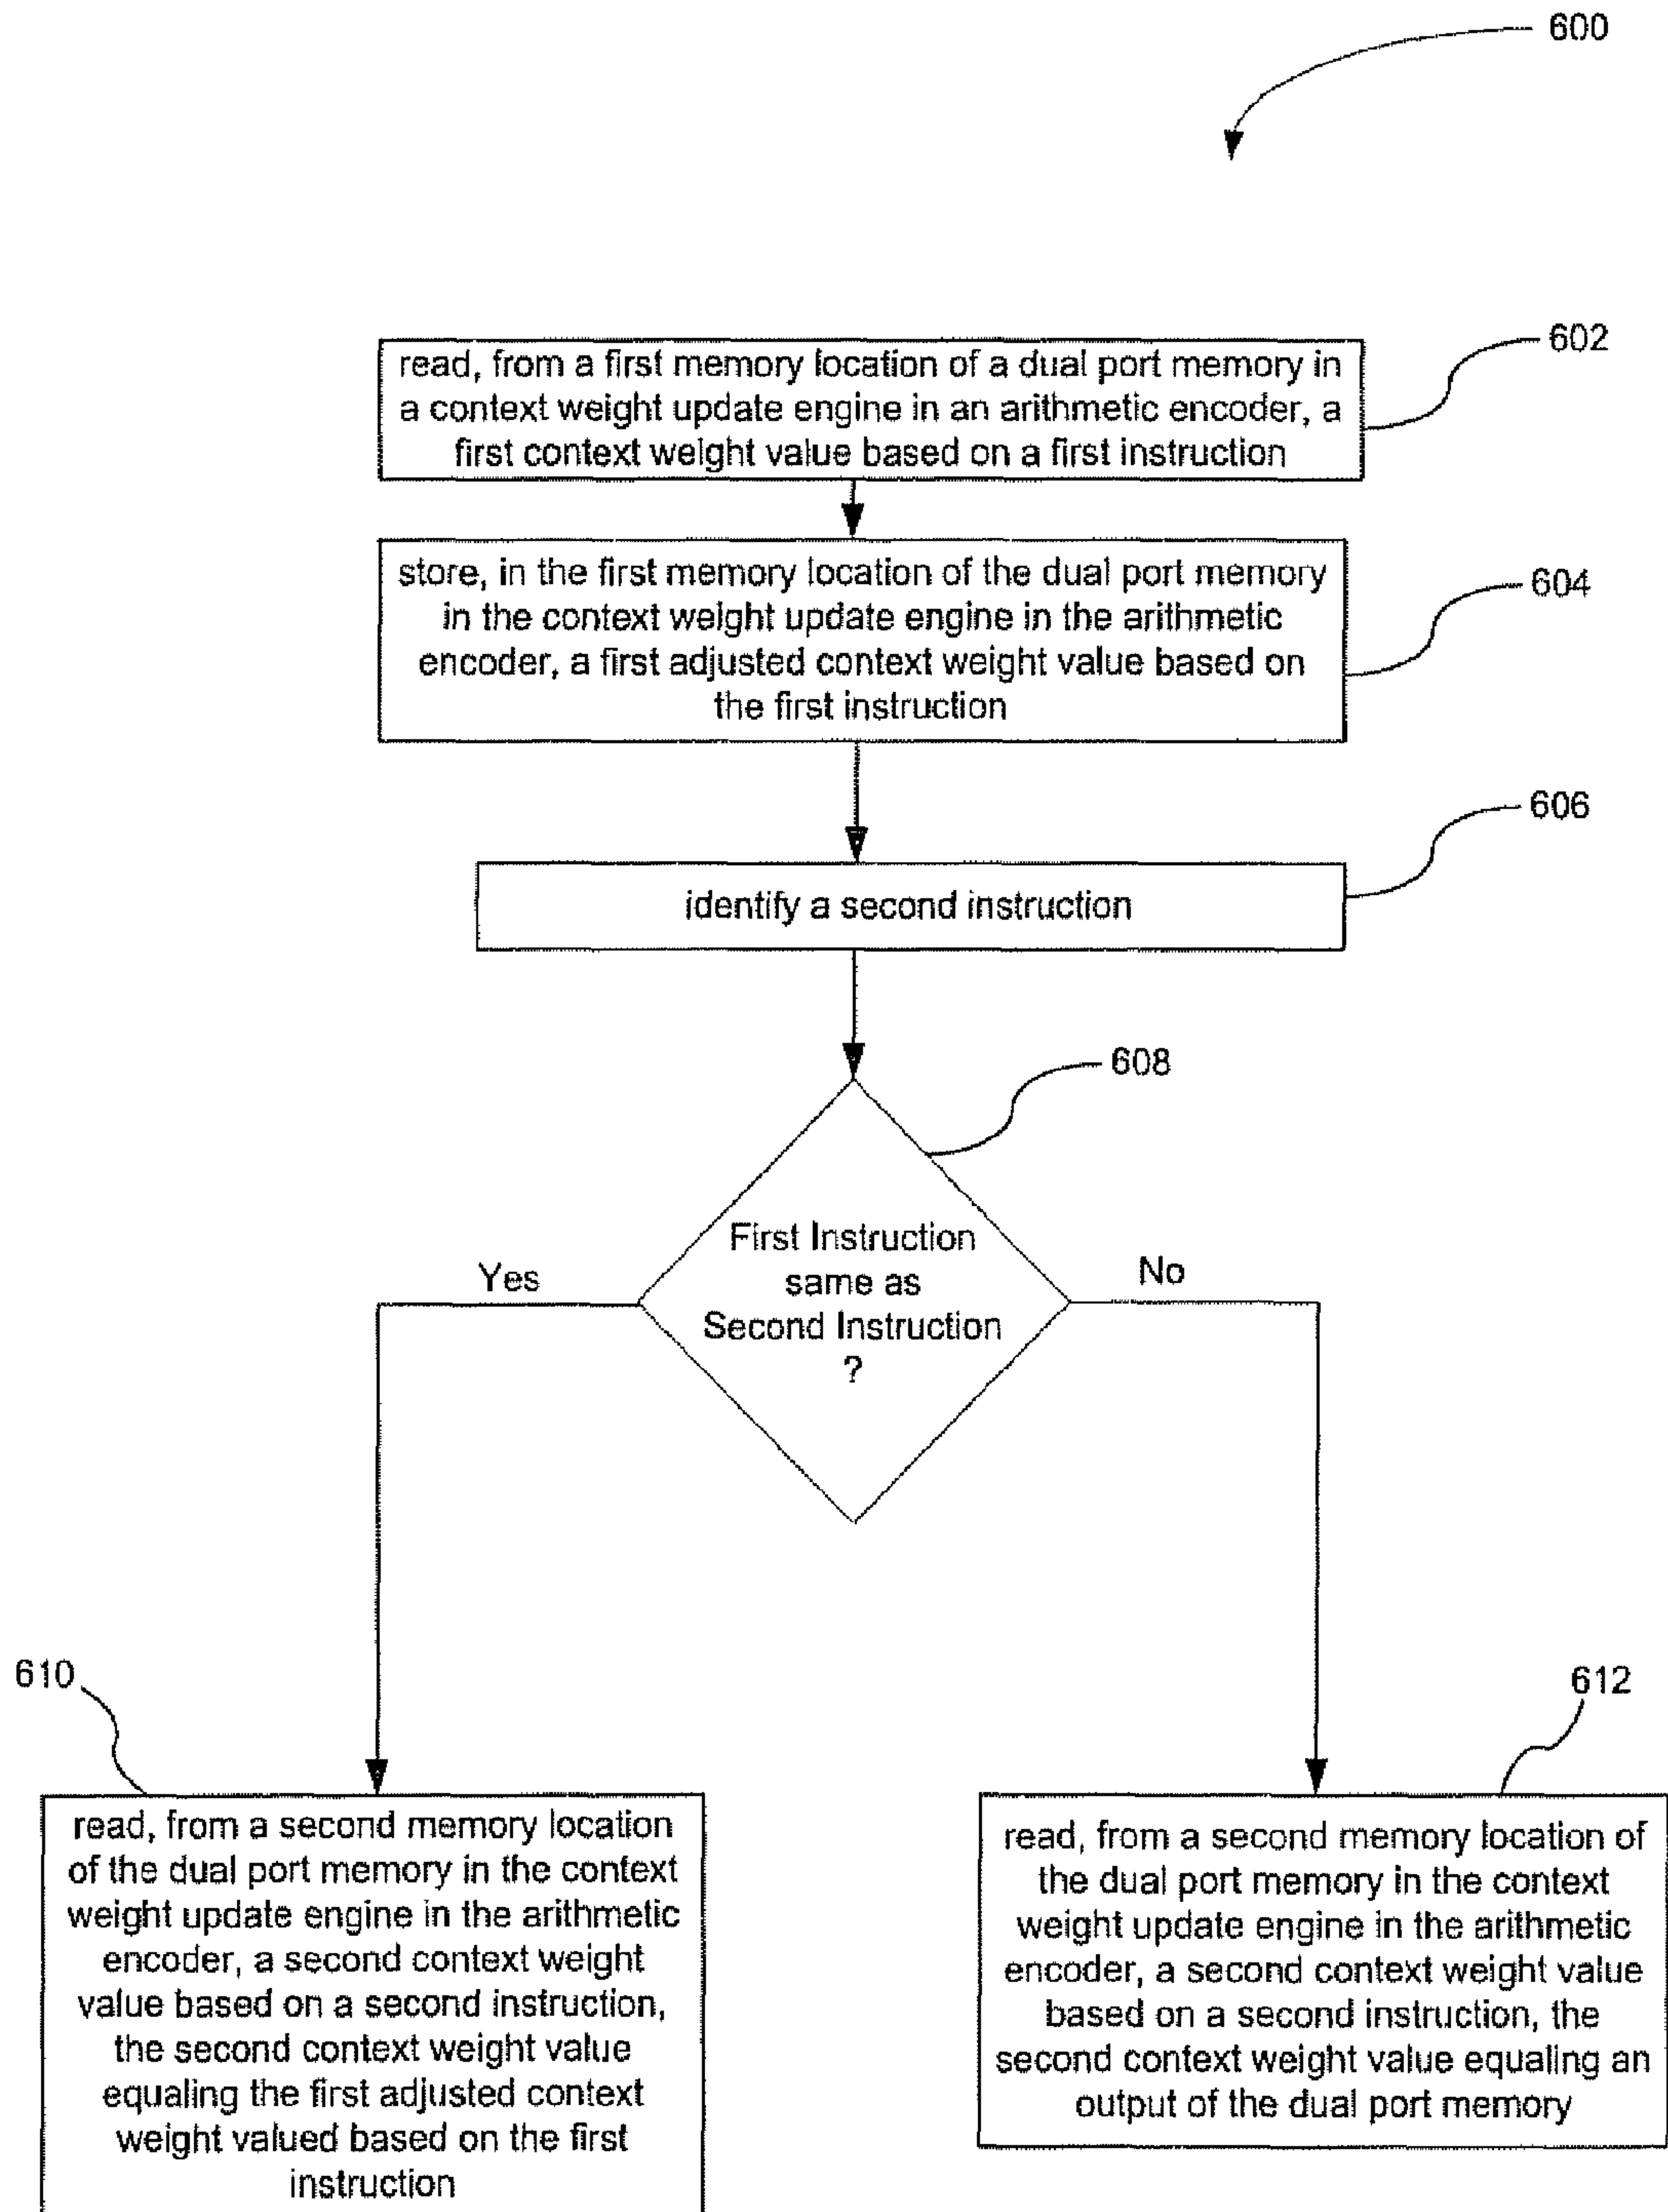 600
602
read, from a first memory location of a dual port memory in
a context weight update engine in an arithmetic encoder, a
first context weight value based on a first instruction
604
store, in the first memory location of the dual port memory
in the context weight update engine in the arithmetic
encoder, a first adjusted context weight value based on
the first instruction
606
identify a second instruction
608
First Instruction
same as
Second Instruction
?
Yes
No
610
read, from a second memory location
of the dual port memory in the context
weight update engine in the arithmetic
encoder, a second context weight
value based on a second instruction,
the second context weight value
equaling the first adjusted context
weight valued based on the first
instruction
612
read, from a second memory location of
the dual port memory in the context
weight update engine in the arithmetic
encoder, a second context weight value
based on a second instruction, the
second context weight value equaling an
output of the dual port memory